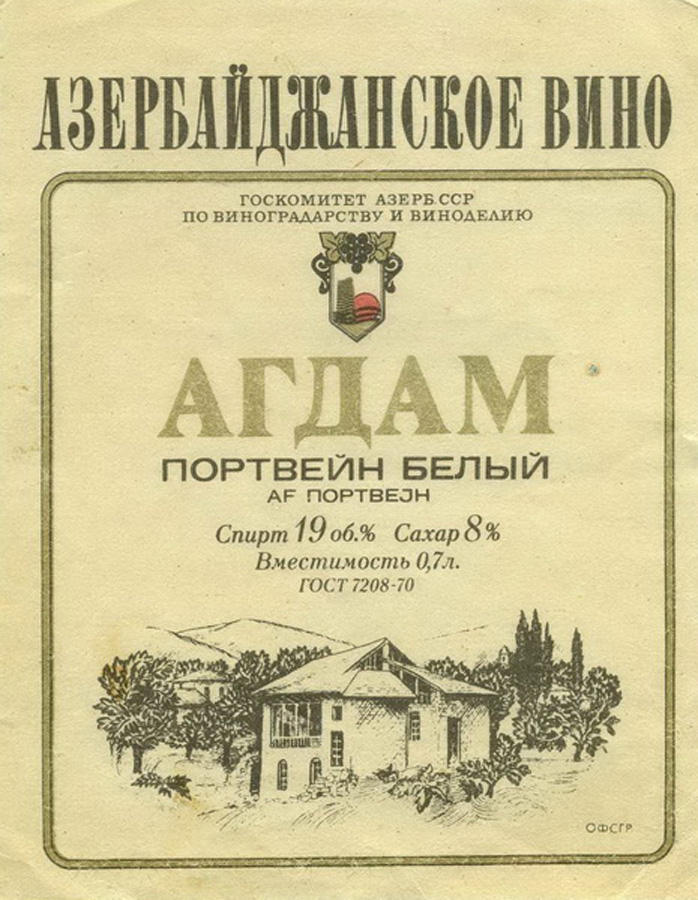 АЗЕРБАЙДЖАНСКОЕ ВИНО
ГОСКОМИТЕТ АЗЕРБ.ССР
ПО ВИНОГРАДАРСТВУ И ВИНОДЕЛИЮ
АГДАМ
ПОРТВЕЙН БЕЛЫЙ
АҒ ПОРТВЕЈН
Спирт 19 об.% Сахар 8%
Вместимость 0,7л.
ГОСТ 7208-70
ОФСГР